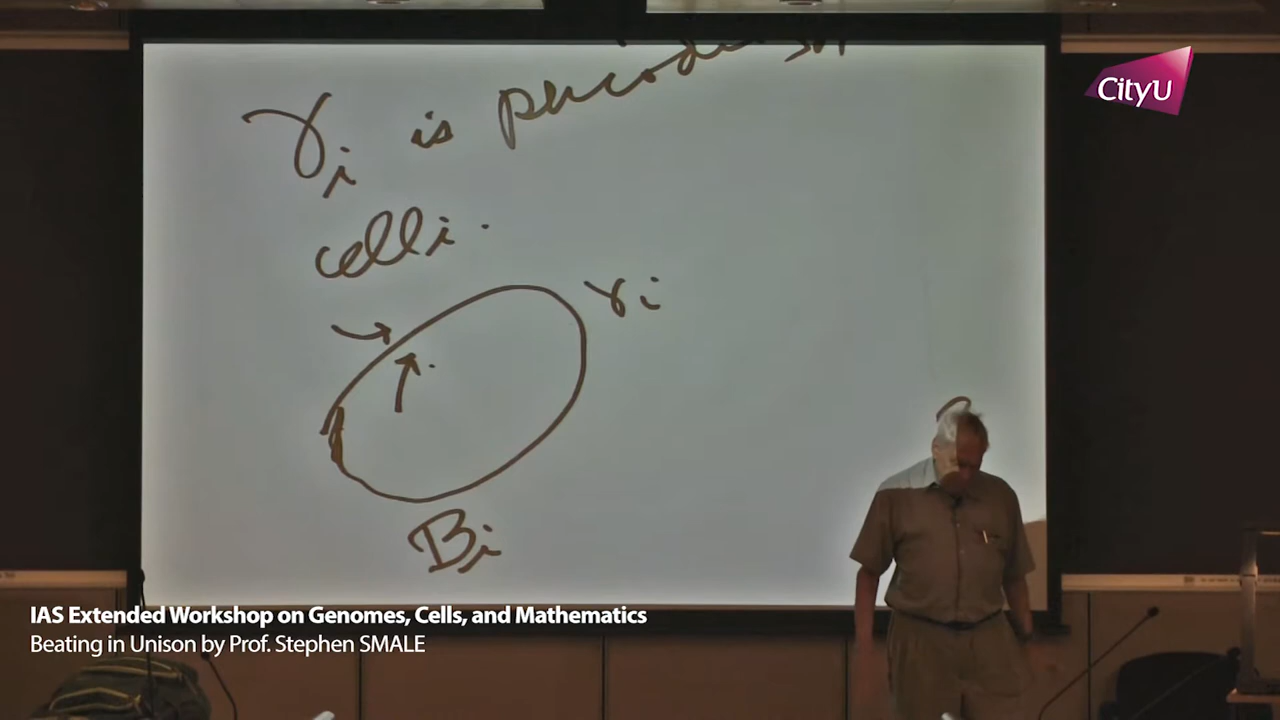 γi is periodic
cell i.
γi
Bi
CityU
IAS Extended Workshop on Genomes, Cells, and Mathematics
Beating in Unison by Prof. Stephen SMALE